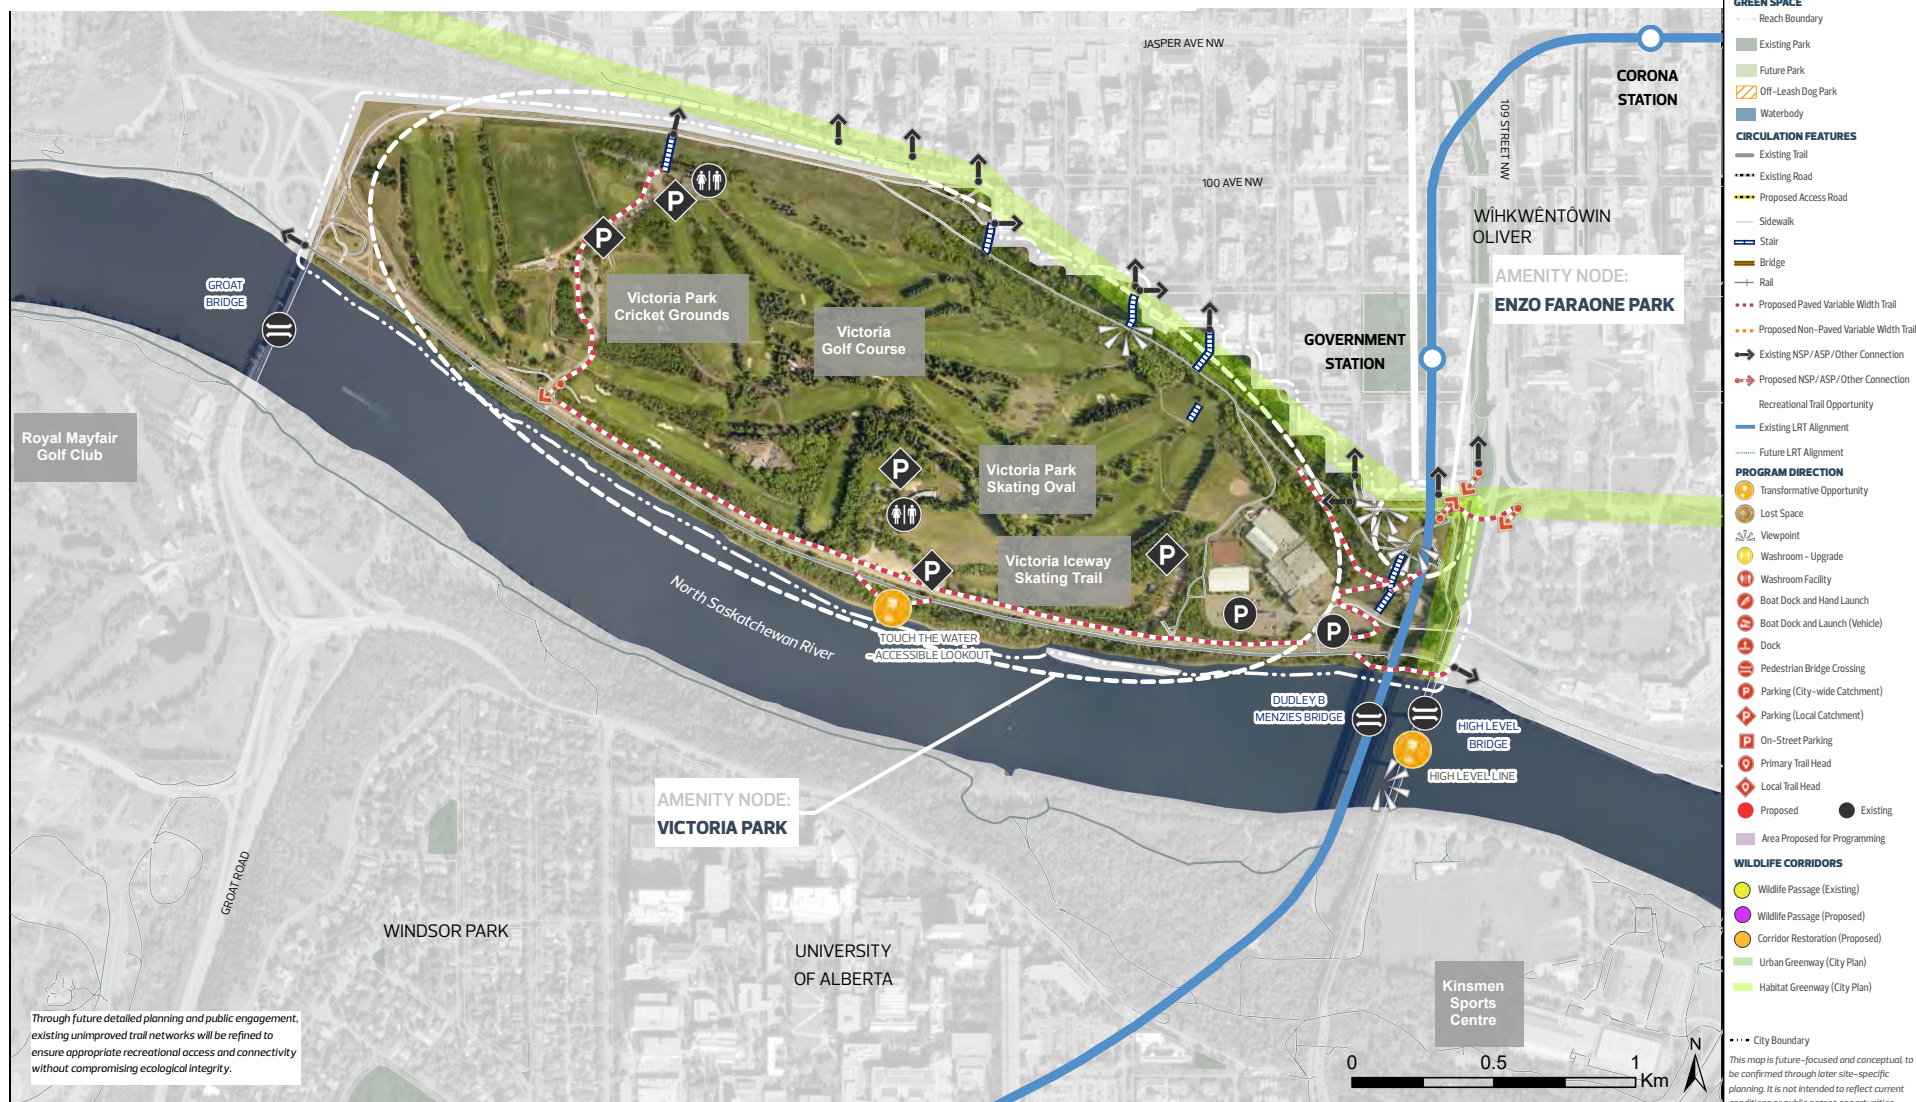 JASPER AVE NW
CORONA
STATION
109 STREET NW
100 AVE NW
WÎHKWÊNTÔWIN
OLIVER
AMENITY NODE:
ENZO FARAONE PARK
GOVERNMENT
STATION
GROAT
BRIDGE
Victoria Park
Cricket Grounds
Victoria
Golf Course
Royal Mayfair
Golf Club
Victoria Park
Skating Oval
Victoria Iceway
Skating Trail
P
P
P
P
P
P
P
North Saskatchewan River
TOUCH THE WATER
- ACCESSIBLE LOOKOUT
DUDLEY B
MENZIES BRIDGE
HIGH LEVEL
BRIDGE
HIGH LEVEL LINE
AMENITY NODE:
VICTORIA PARK
GROAT ROAD
WINDSOR PARK
UNIVERSITY
OF ALBERTA
Kinsmen
Sports
Centre
Through future detailed planning and public engagement,
existing unimproved trail networks will be refined to
ensure appropriate recreational access and connectivity
without compromising ecological integrity.
0 0.5 1
Km
N
GREEN SPACE
Reach Boundary
Existing Park
Future Park
Off-Leash Dog Park
Waterbody
CIRCULATION FEATURES
Existing Trail
Existing Road
Proposed Access Road
Sidewalk
Stair
Bridge
Rail
Proposed Paved Variable Width Trail
Proposed Non-Paved Variable Width Trail
Existing NSP/ASP/Other Connection
Proposed NSP/ASP/Other Connection
Recreational Trail Opportunity
Existing LRT Alignment
Future LRT Alignment
PROGRAM DIRECTION
Transformative Opportunity
Lost Space
Viewpoint
Washroom - Upgrade
Washroom Facility
Boat Dock and Hand Launch
Boat Dock and Launch (Vehicle)
Dock
Pedestrian Bridge Crossing
P Parking (City-wide Catchment)
P Parking (Local Catchment)
P On-Street Parking
Primary Trail Head
Local Trail Head
Proposed Existing
Area Proposed for Programming
WILDLIFE CORRIDORS
Wildlife Passage (Existing)
Wildlife Passage (Proposed)
Corridor Restoration (Proposed)
Urban Greenway (City Plan)
Habitat Greenway (City Plan)
City Boundary
This map is future-focused and conceptual, to
be confirmed through later site-specific
planning. It is not intended to reflect current
conditions or public access opportunities